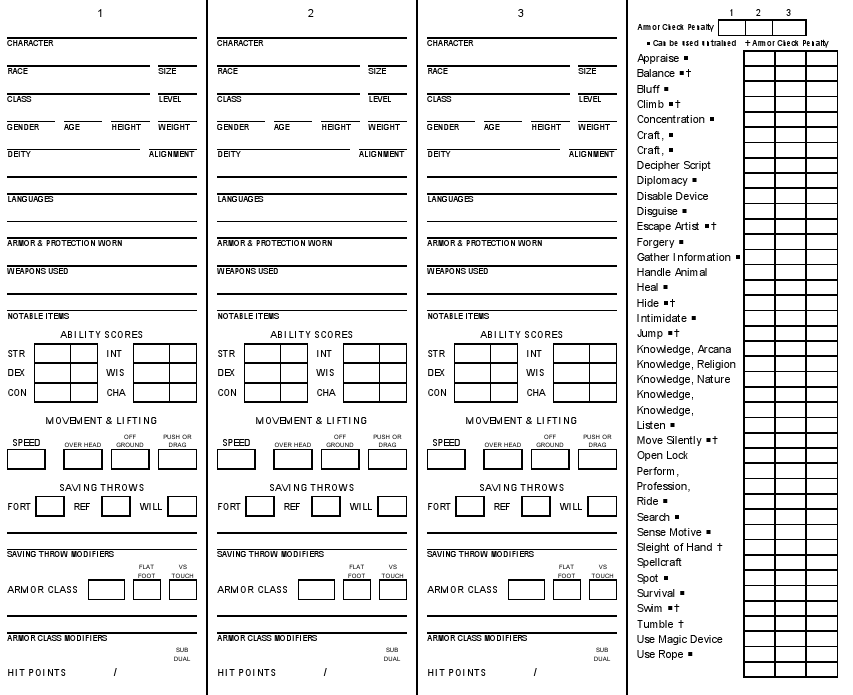 1
CHARACTER
RACE SIZE
CLASS LEVEL
GENDER AGE HEIGHT WEIGHT
DEITY ALIGNMENT
LANGUAGES
ARMOR & PROTECTION WORN
WEAPONS USED
NOTABLE ITEMS
ABILITY SCORES
STR INT
DEX WIS
CON CHA
MOVEMENT & LIFTING
SPEED OVER HEAD OFF GROUND PUSH OR DRAG
SAVING THROWS
FORT REF WILL
SAVING THROW MODIFIERS
FLAT FOOT VS TOUCH
ARMOR CLASS
ARMOR CLASS MODIFIERS
SUB DUAL
HIT POINTS /
2
CHARACTER
RACE SIZE
CLASS LEVEL
GENDER AGE HEIGHT WEIGHT
DEITY ALIGNMENT
LANGUAGES
ARMOR & PROTECTION WORN
WEAPONS USED
NOTABLE ITEMS
ABILITY SCORES
STR INT
DEX WIS
CON CHA
MOVEMENT & LIFTING
SPEED OVER HEAD OFF GROUND PUSH OR DRAG
SAVING THROWS
FORT REF WILL
SAVING THROW MODIFIERS
FLAT FOOT VS TOUCH
ARMOR CLASS
ARMOR CLASS MODIFIERS
SUB DUAL
HIT POINTS /
3
CHARACTER
RACE SIZE
CLASS LEVEL
GENDER AGE HEIGHT WEIGHT
DEITY ALIGNMENT
LANGUAGES
ARMOR & PROTECTION WORN
WEAPONS USED
NOTABLE ITEMS
ABILITY SCORES
STR INT
DEX WIS
CON CHA
MOVEMENT & LIFTING
SPEED OVER HEAD OFF GROUND PUSH OR DRAG
SAVING THROWS
FORT REF WILL
SAVING THROW MODIFIERS
FLAT FOOT VS TOUCH
ARMOR CLASS
ARMOR CLASS MODIFIERS
SUB DUAL
HIT POINTS /
1 2 3
Armor Check Penalty
▪ Can be used untrained † Armor Check Penalty
Appraise ▪
Balance ▪†
Bluff ▪
Climb ▪†
Concentration ▪
Craft, ▪
Craft, ▪
Decipher Script
Diplomacy ▪
Disable Device
Disguise ▪
Escape Artist ▪†
Forgery ▪
Gather Information ▪
Handle Animal
Heal ▪
Hide ▪†
Intimidate ▪
Jump ▪†
Knowledge, Arcana
Knowledge, Religion
Knowledge, Nature
Knowledge,
Knowledge,
Listen ▪
Move Silently ▪†
Open Lock
Perform,
Profession,
Ride ▪
Search ▪
Sense Motive ▪
Sleight of Hand †
Spellcraft
Spot ▪
Survival ▪
Swim ▪†
Tumble †
Use Magic Device
Use Rope ▪